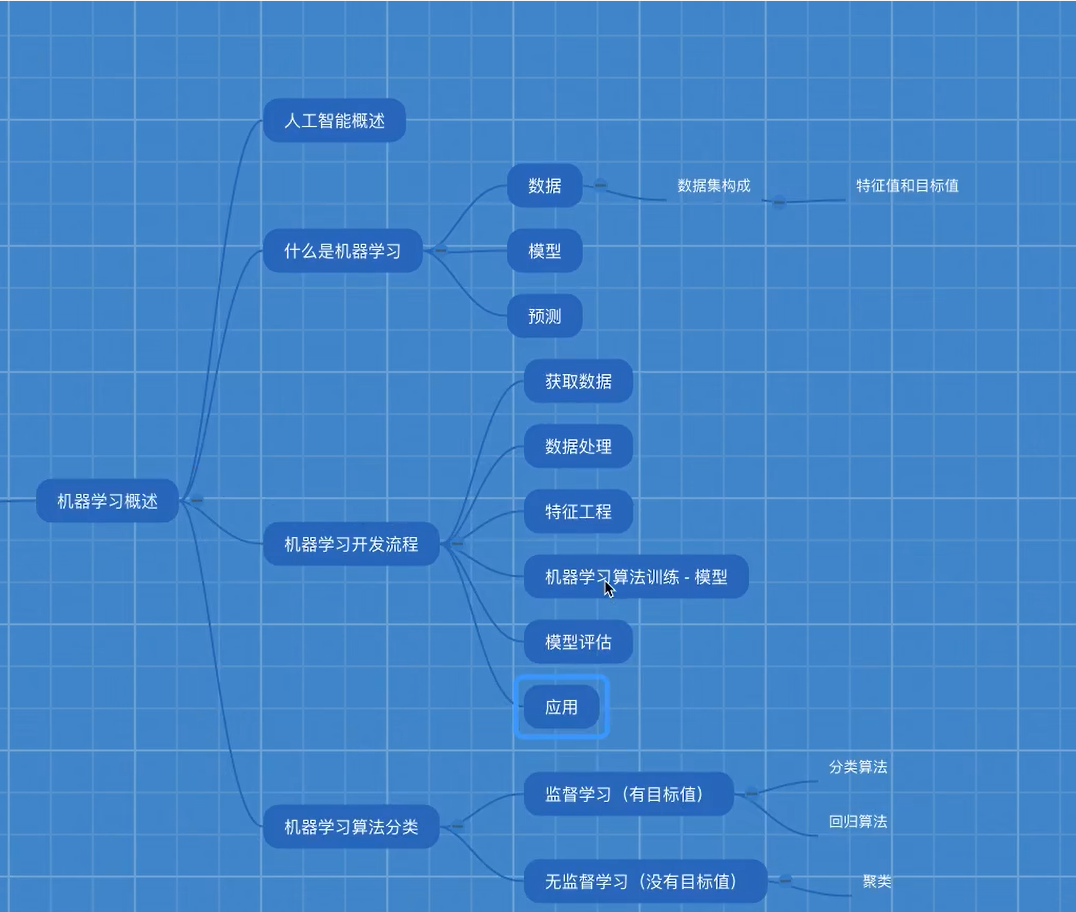 人工智能概述
数据
数据集构成
特征值和目标值
什么是机器学习
模型
预测
获取数据
数据处理
机器学习概述
特征工程
机器学习开发流程
机器学习算法训练 - 模型
模型评估
应用
分类算法
监督学习（有目标值）
回归算法
机器学习算法分类
无监督学习（没有目标值）
聚类